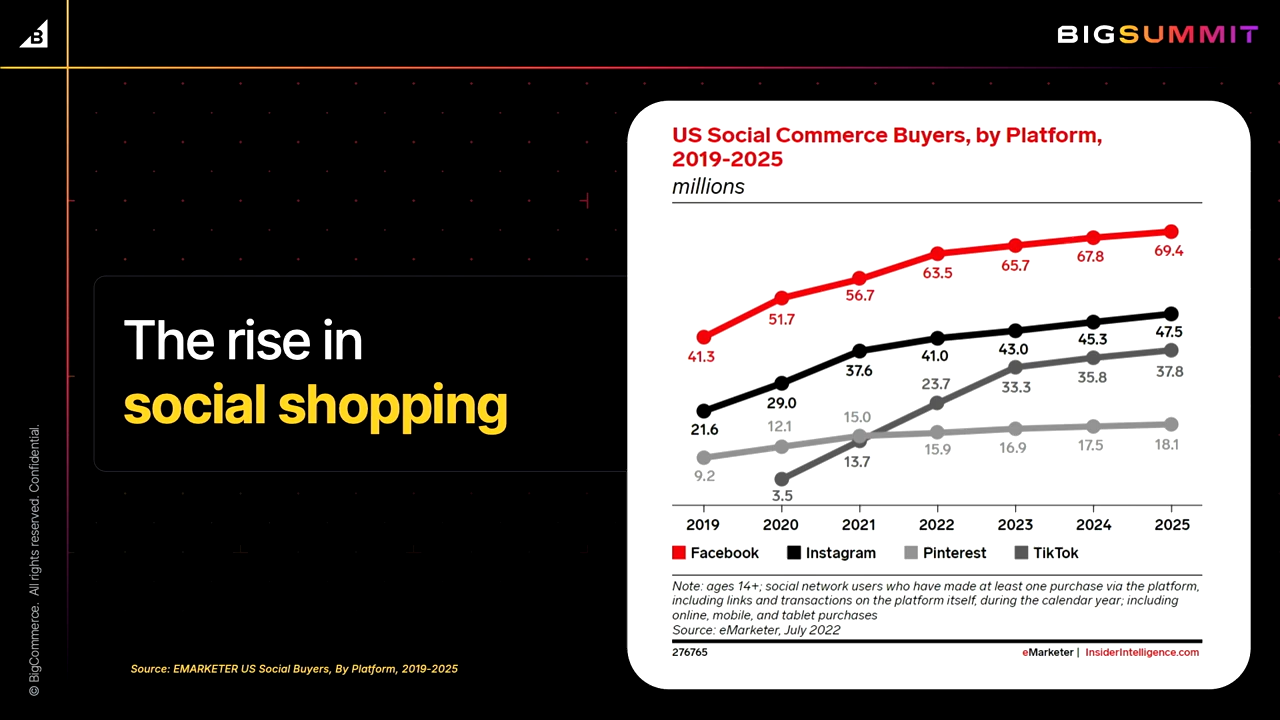 B
BIGSUMMIT
The rise in
social shopping
US Social Commerce Buyers, by Platform,
2019-2025
millions
69.4
67.8
65.7
63.5
56.7
51.7
41.3
47.5
45.3
43.0
41.0
37.6
29.0
21.6
37.8
35.8
33.3
23.7
13.7
3.5
18.1
17.5
16.9
15.9
15.0
12.1
9.2
2019 2020 2021 2022 2023 2024 2025
Facebook Instagram Pinterest TikTok
Note: ages 14+; social network users who have made at least one purchase via the platform,
including links and transactions on the platform itself, during the calendar year; including
online, mobile, and tablet purchases
Source: eMarketer, July 2022
276765 eMarketer | InsiderIntelligence.com
Source: EMARKETER US Social Buyers, By Platform, 2019-2025
© BigCommerce. All rights reserved. Confidential.